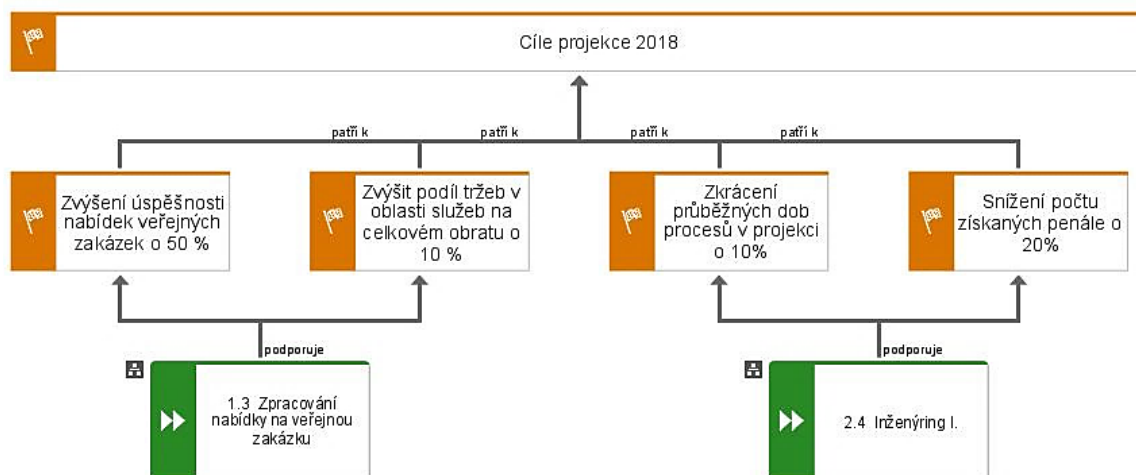 Cíle projekce 2018
patří k
patří k
patří k
patří k
Zvýšení úspěšnosti
nabídek veřejných
zakázek o 50 %
Zvýšit podíl tržeb v
oblasti služeb na
celkovém obratu o
10 %
Zkrácení
průběžných dob
procesů v projekci
o 10%
Snížení počtu
získaných penále o
20%
podporuje
podporuje
1.3 Zpracování
nabídky na veřejnou
zakázku
2.4 Inženýring I.